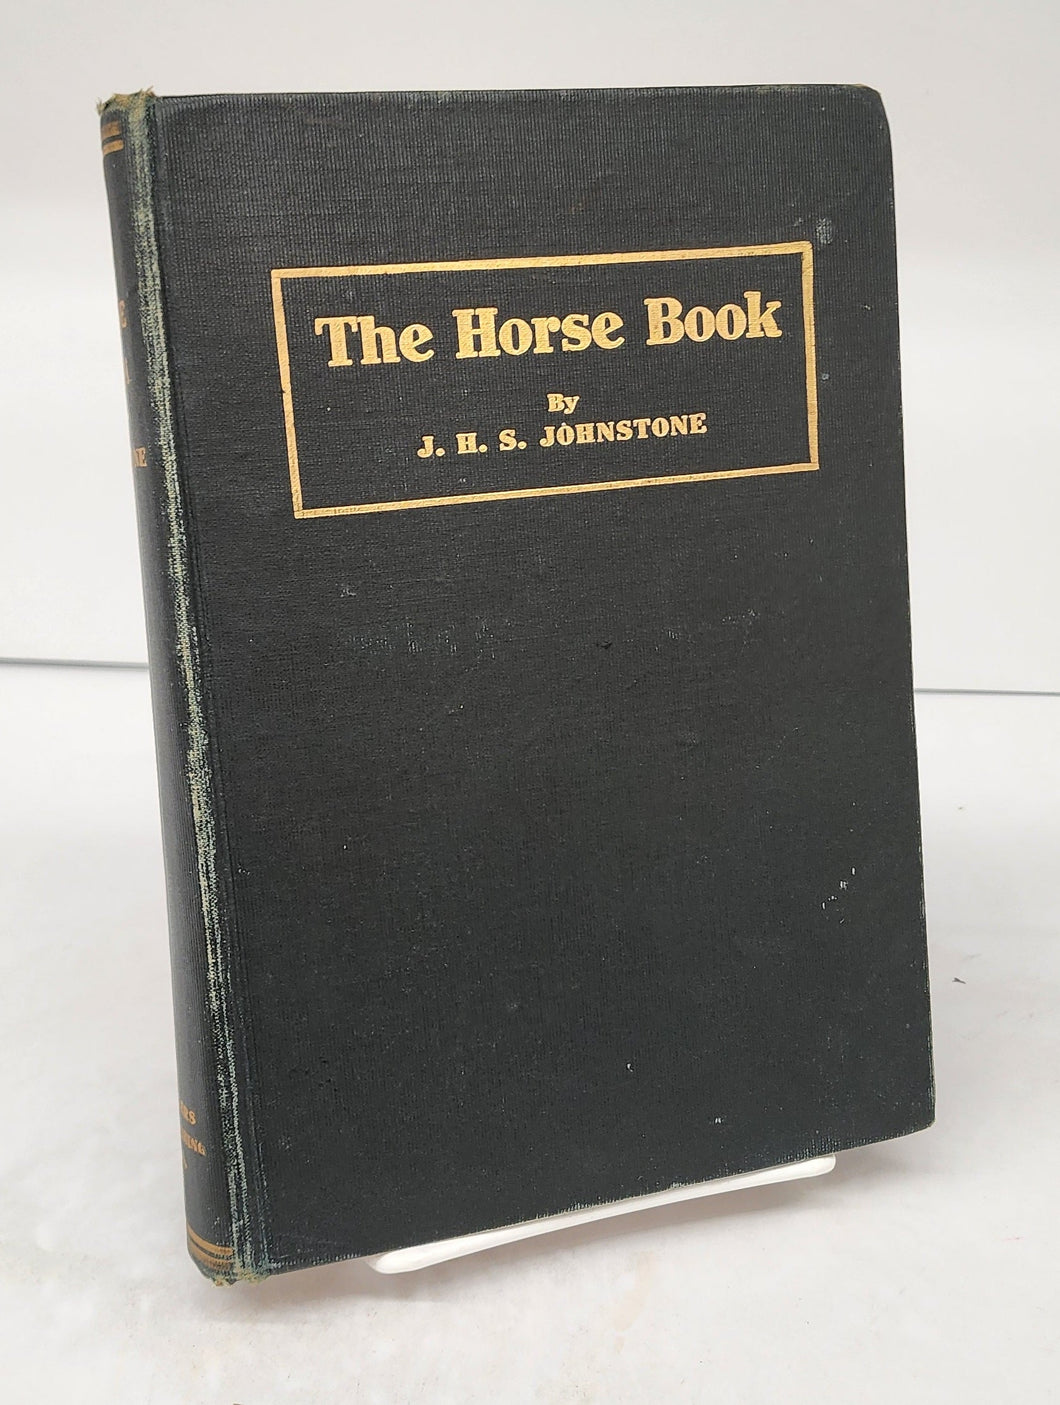 The Horse Book
By
J. H. S. JOHNSTONE